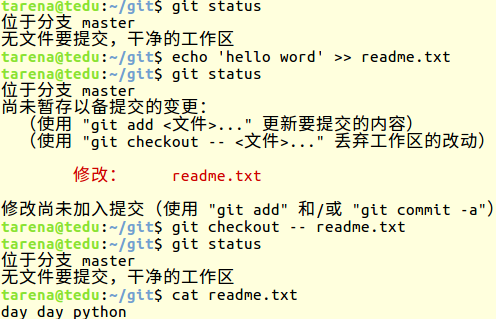 tarena@tedu:~/git$ git status
位于分支 master
无文件要提交，干净的工作区
tarena@tedu:~/git$ echo 'hello word' >> readme.txt
tarena@tedu:~/git$ git status
位于分支 master
尚未暂存以备提交的变更：
（使用 "git add <文件>..." 更新要提交的内容）
（使用 "git checkout -- <文件>..." 丢弃工作区的改动）
修改：     readme.txt
修改尚未加入提交（使用 "git add" 和/或 "git commit -a"）
tarena@tedu:~/git$ git checkout -- readme.txt
tarena@tedu:~/git$ git status
位于分支 master
无文件要提交，干净的工作区
tarena@tedu:~/git$ cat readme.txt
day day python